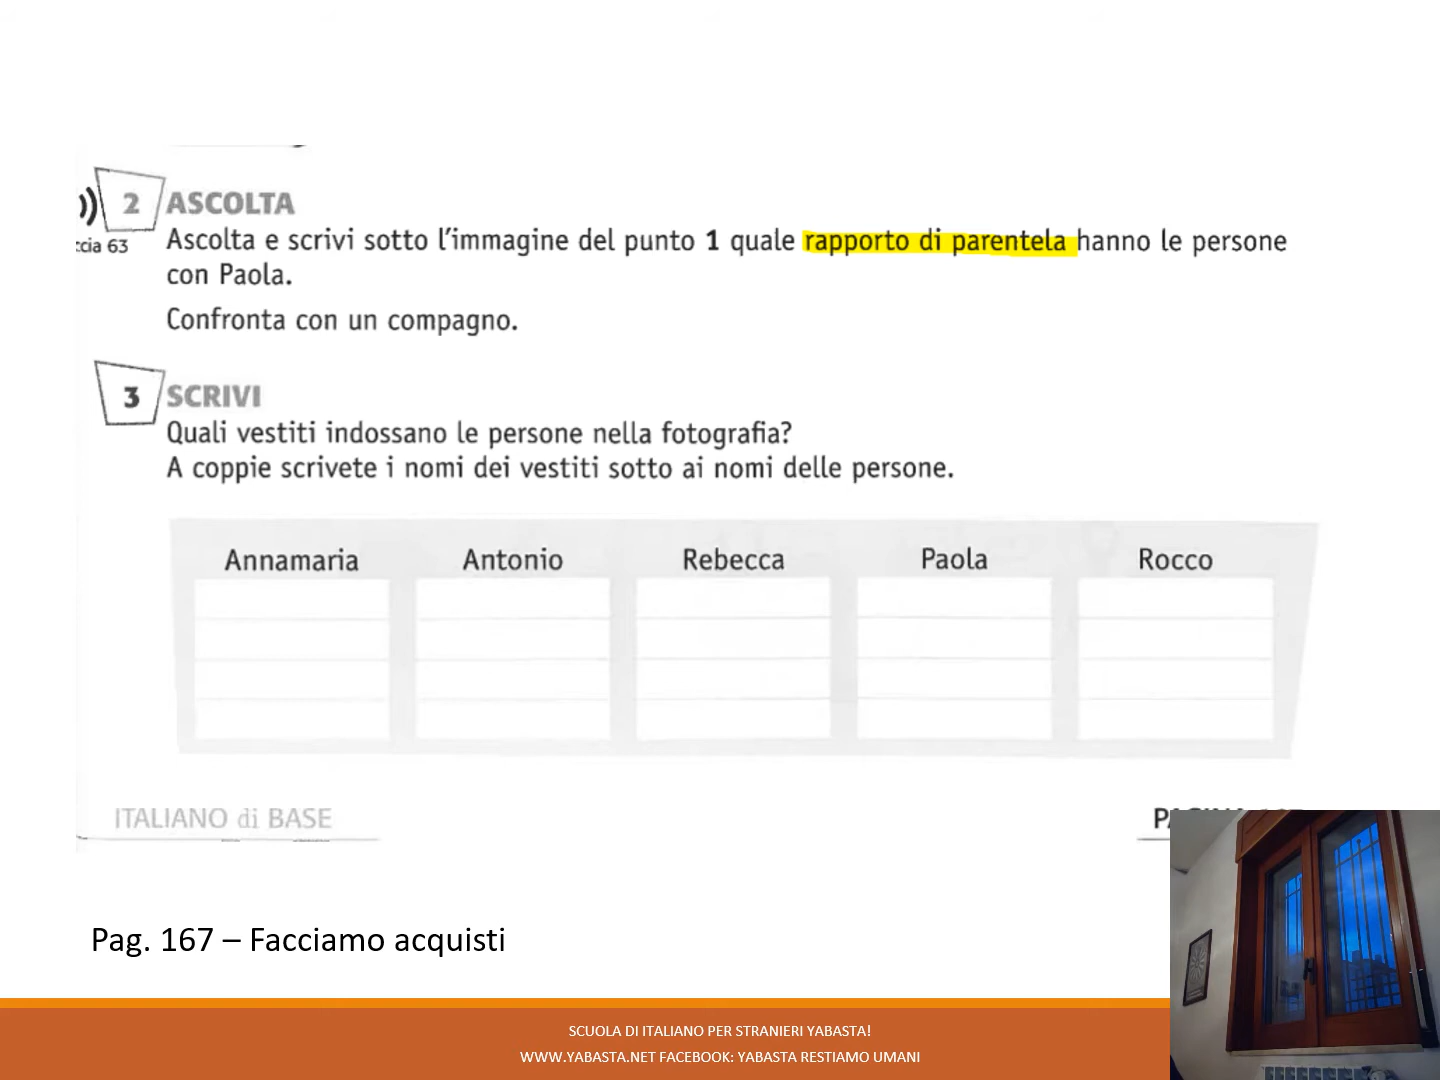 2 ASCOLTA
Ascolta e scrivi sotto l'immagine del punto 1 quale rapporto di parentela hanno le persone
ccia 63
con Paola.
Confronta con un compagno.
3 SCRIVI
Quali vestiti indossano le persone nella fotografia?
A coppie scrivete i nomi dei vestiti sotto ai nomi delle persone.
Annamaria Antonio Rebecca Paola Rocco
ITALIANO di BASE
Pag. 167 – Facciamo acquisti
SCUOLA DI ITALIANO PER STRANIERI YABASTA!
WWW.YABASTA.NET FACEBOOK: YABASTA RESTIAMO UMANI